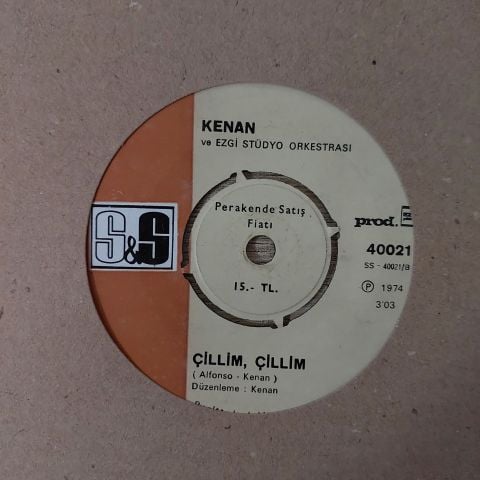 KENAN
ve EZGİ STÜDYO ORKESTRASI
Perakende Satış
Fiatı
15.- TL.
S&S
prod.
40021
SS - 40021/B
Ⓟ 1974
3'03
ÇİLLİM, ÇİLLİM
( Alfonso - Kenan )
Düzenleme : Kenan